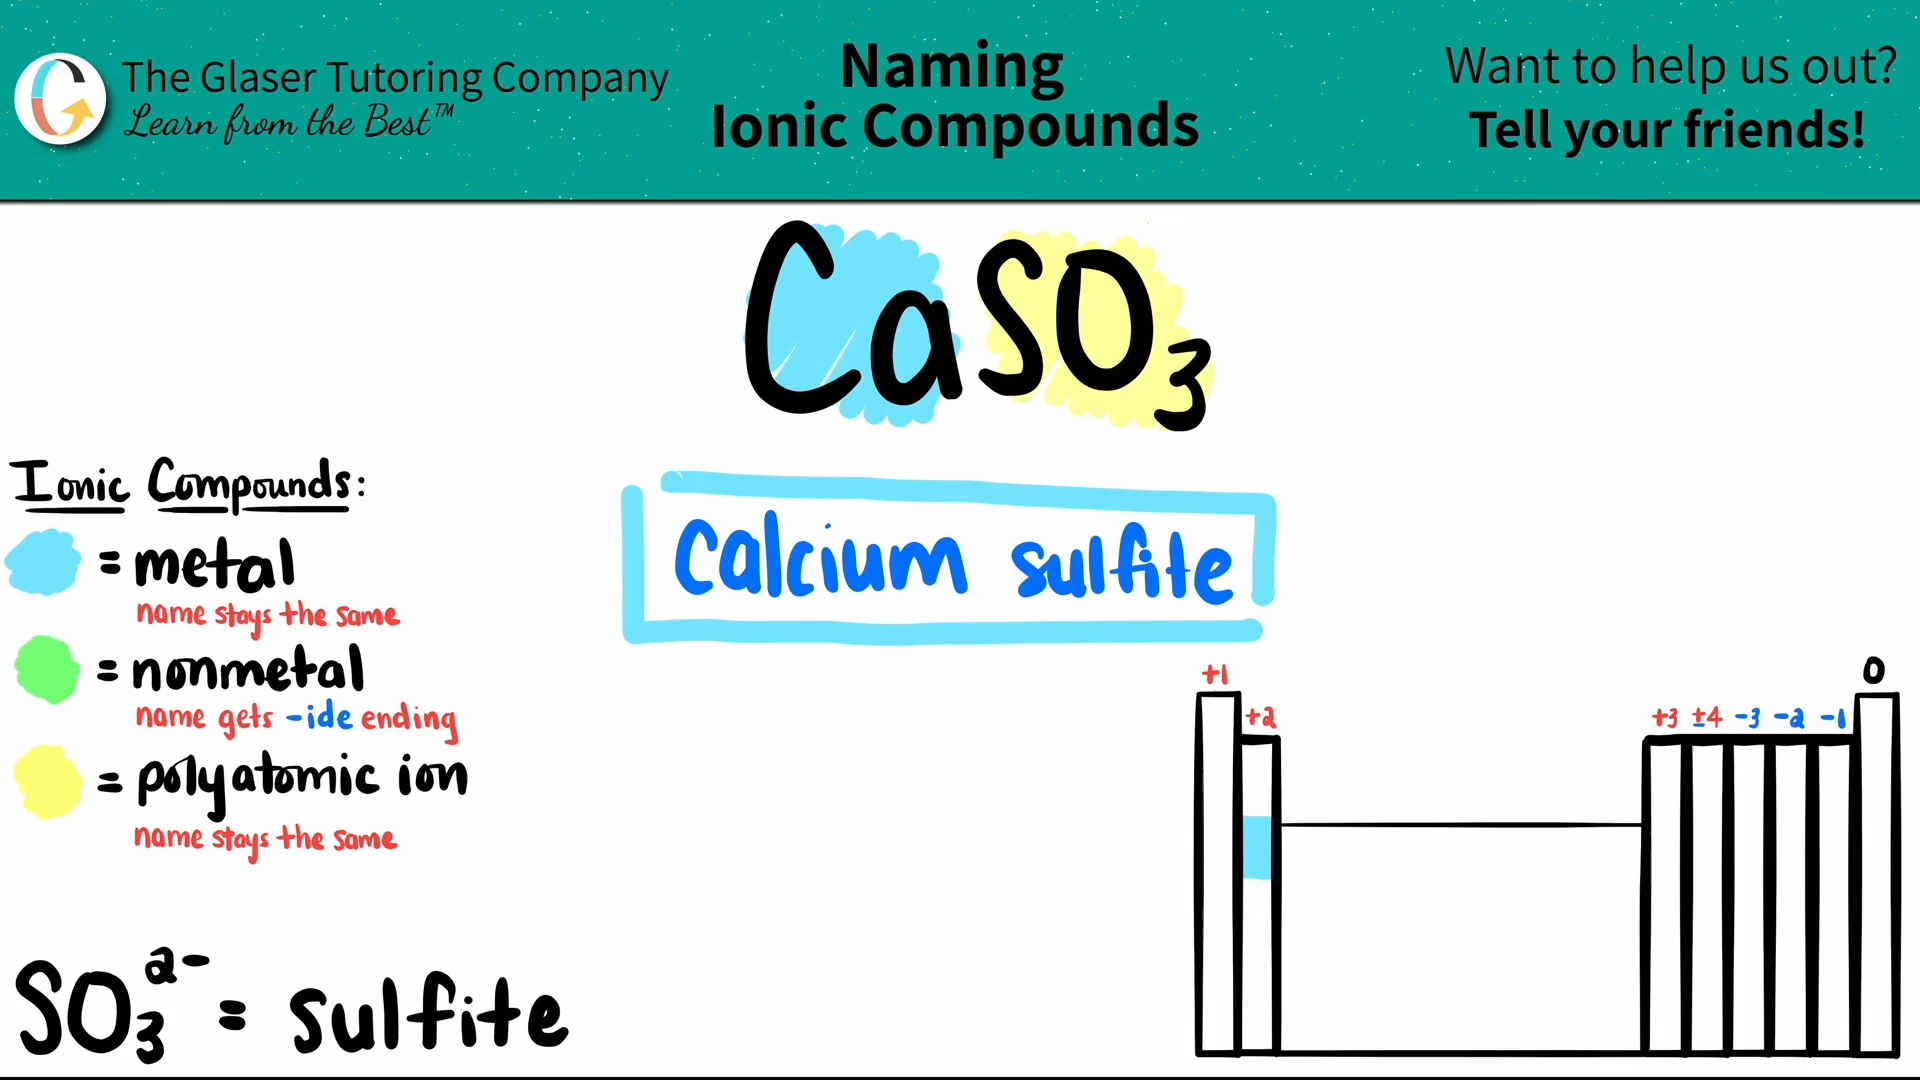 The Glaser Tutoring Company
Learn from the Best™
Naming
Ionic Compounds
Want to help us out?
Tell your friends!
CaSO₃
Calcium sulfite
Ionic Compounds:
= metal
name stays the same
= nonmetal
name gets -ide ending
= polyatomic ion
name stays the same
SO₃²⁻ = sulfite
+1
+2
+3 ±4 -3 -2 -1
0